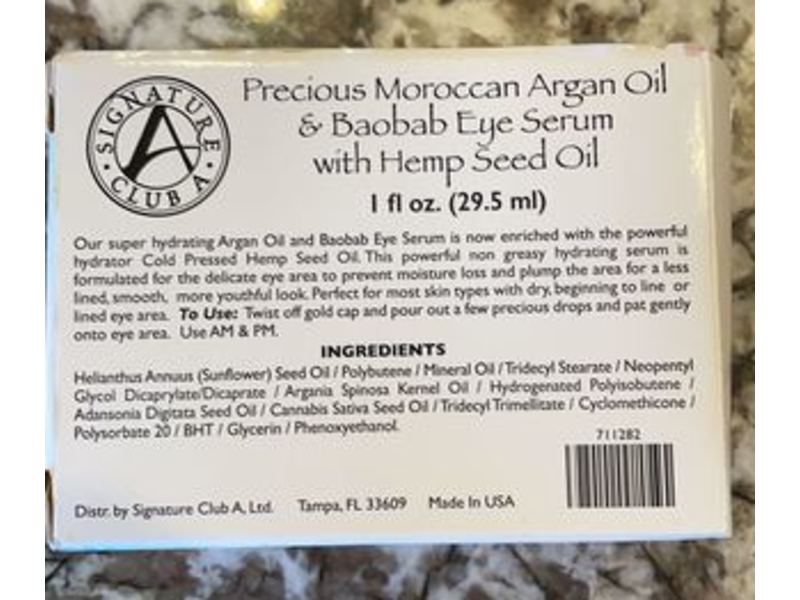 SIGNATURE
CLUB A
A
Precious Moroccan Argan Oil
& Baobab Eye Serum
with Hemp Seed Oil
1 fl oz. (29.5 ml)
Our super hydrating Argan Oil and Baobab Eye Serum is now enriched with the powerful
hydrator Cold Pressed Hemp Seed Oil. This powerful non greasy hydrating serum is
formulated for the delicate eye area to prevent moisture loss and plump the area for a less
lined, smooth, more youthful look. Perfect for most skin types with dry, beginning to line or
lined eye area. To Use: Twist off gold cap and pour out a few precious drops and pat gently
onto eye area. Use AM & PM.
INGREDIENTS
Helianthus Annuus (Sunflower) Seed Oil / Polybutene / Mineral Oil / Tridecyl Stearate / Neopentyl
Glycol Dicaprylate/Dicaprate / Argania Spinosa Kernel Oil / Hydrogenated Polyisobutene /
Adansonia Digitata Seed Oil / Cannabis Sativa Seed Oil / Tridecyl Trimellitate / Cyclomethicone /
Polysorbate 20 / BHT / Glycerin / Phenoxyethanol.
711282
Distr. by Signature Club A, Ltd. Tampa, FL 33609 Made In USA